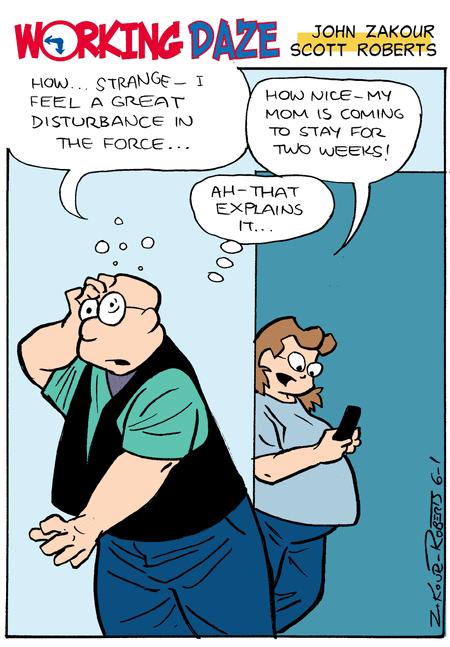 WORKING DAZE
JOHN ZAKOUR
SCOTT ROBERTS
HOW... STRANGE - I
FEEL A GREAT
DISTURBANCE IN
THE FORCE...
HOW NICE - MY
MOM IS COMING
TO STAY FOR
TWO WEEKS!
AH - THAT
EXPLAINS
IT...
ZAKOUR-ROBERTS 6-1